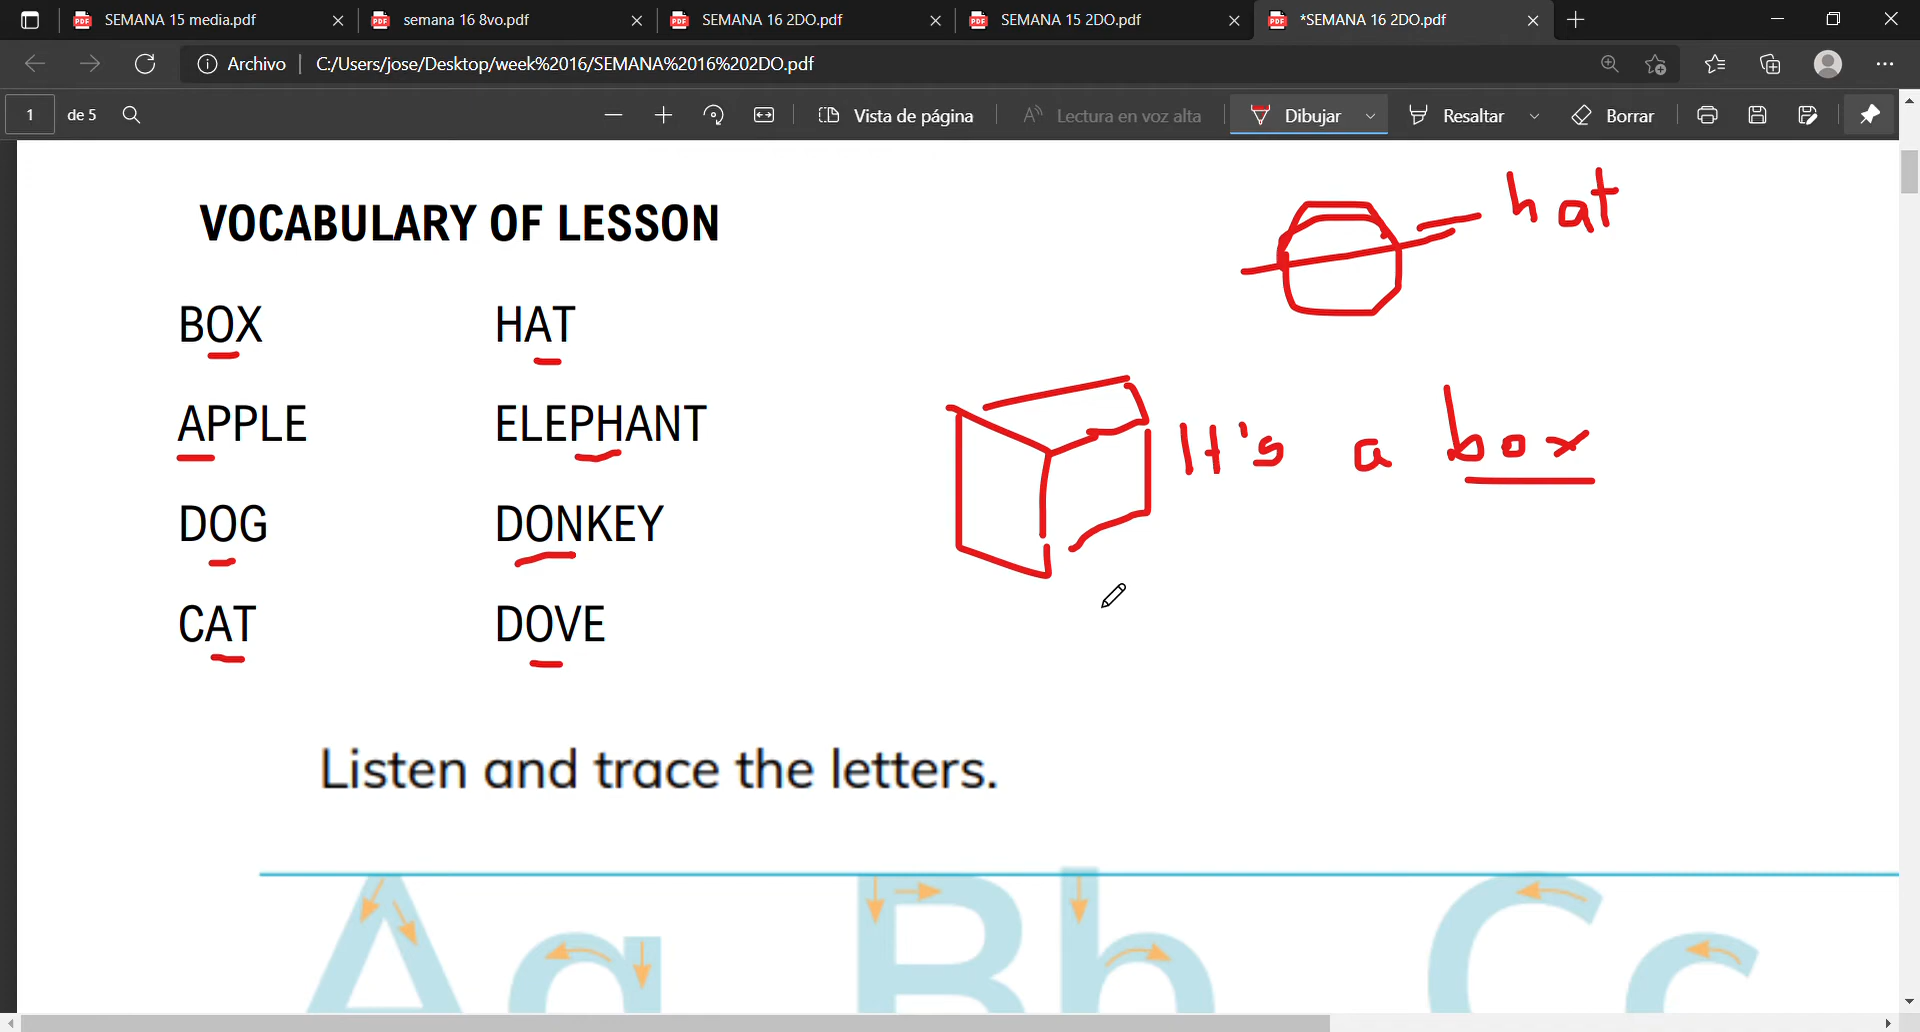 SEMANA 15 media.pdf
semana 16 8vo.pdf
SEMANA 16 2DO.pdf
SEMANA 15 2DO.pdf
*SEMANA 16 2DO.pdf
Archivo | C:/Users/jose/Desktop/week%2016/SEMANA%2016%202DO.pdf
1 de 5 Vista de página Lectura en voz alta Dibujar Resaltar Borrar
hat
VOCABULARY OF LESSON
BOX HAT
APPLE ELEPHANT
It's a box
DOG DONKEY
CAT DOVE
Listen and trace the letters.
Aa Bb Cc